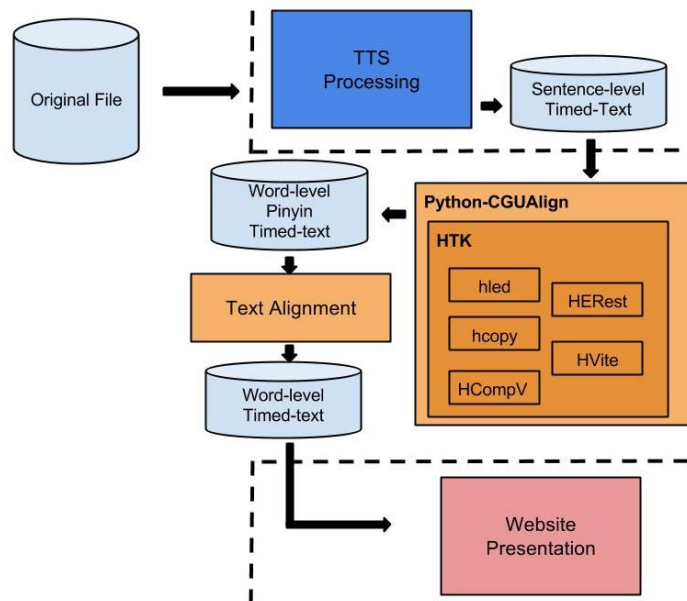 Original File
TTS
Processing
Sentence-level
Timed-Text
Word-level
Pinyin
Timed-text
Python-CGUAlign
HTK
hled
HERest
hcopy
HVite
HCompV
Text Alignment
Word-level
Timed-text
Website
Presentation